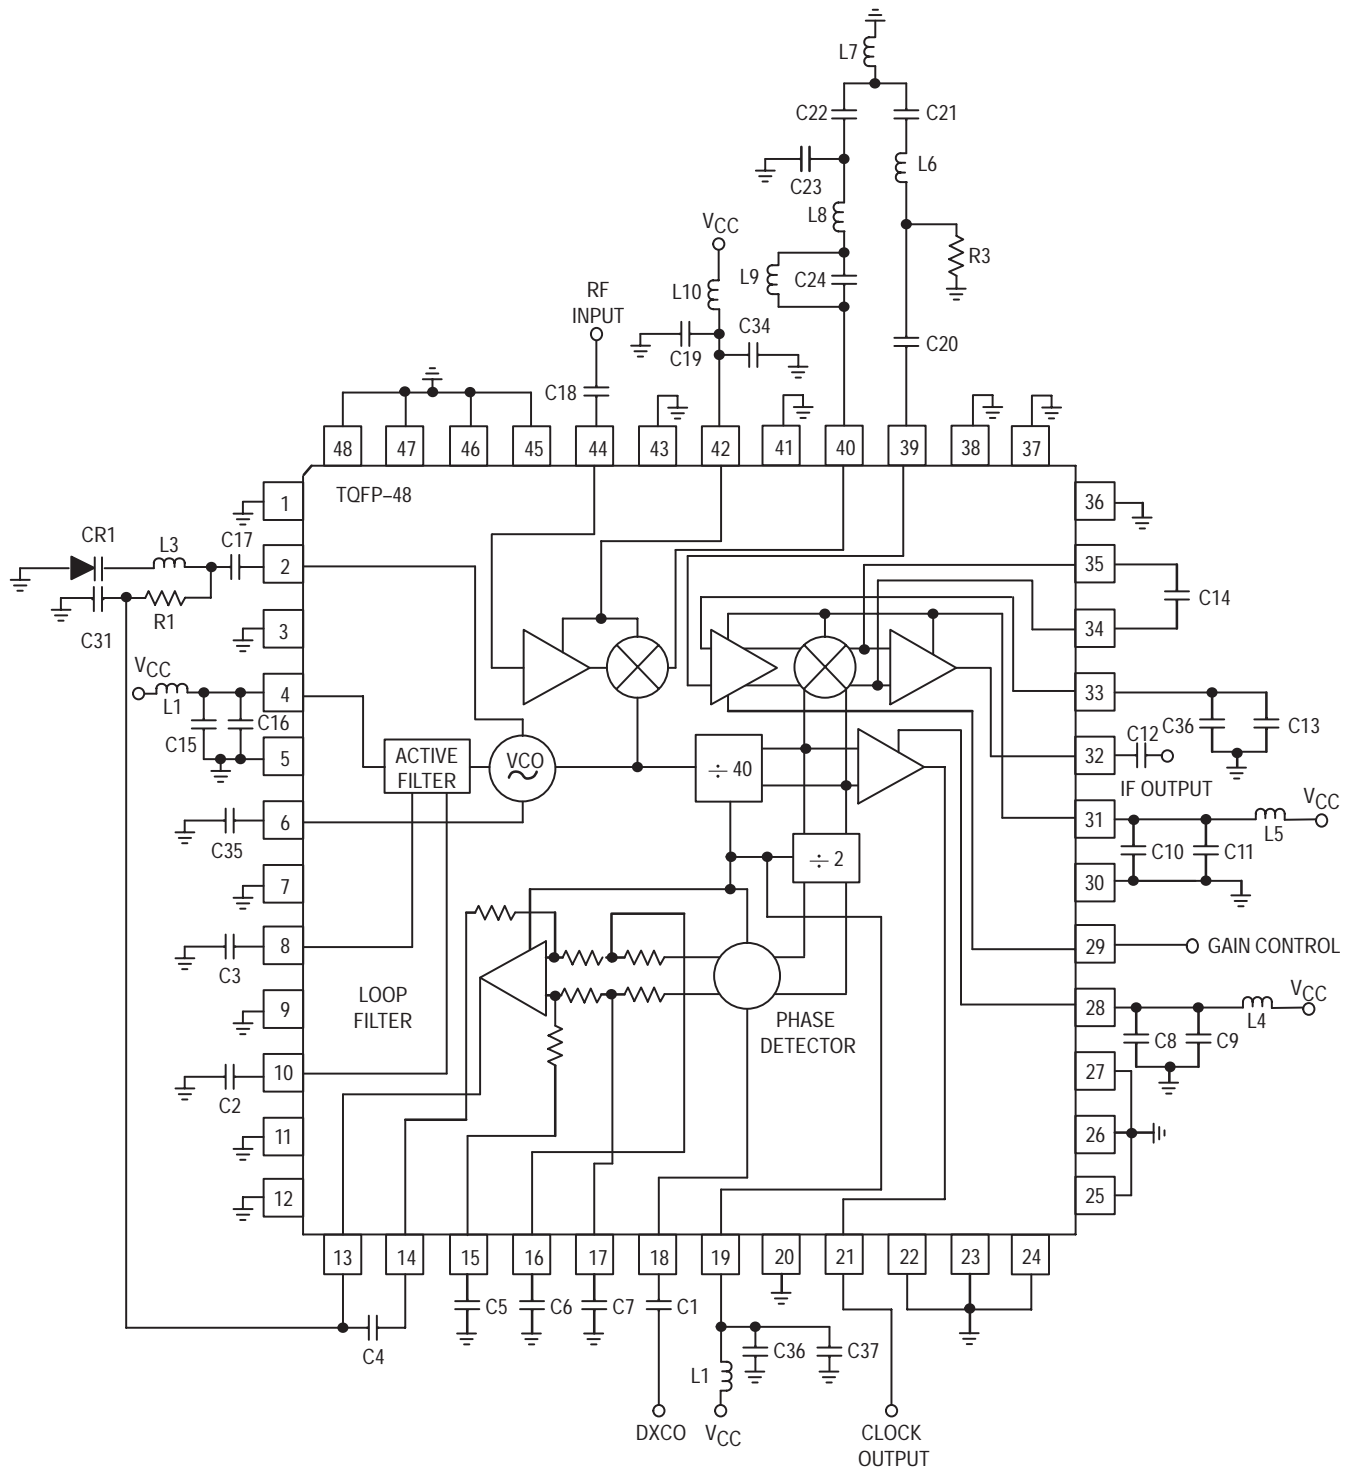 L7
C22
C21
C23
L6
L8
VCC
R3
L9
C24
L10
RF
INPUT
C34
C19
C20
C18
48
47
46
45
44
43
42
41
40
39
38
37
TQFP–48
1
36
CR1
L3
C17
2
35
C14
R1
C31
3
34
VCC
4
33
L1
C16
C15
C36
C13
C12
5
ACTIVE
FILTER
VCO
÷ 40
32
IF OUTPUT
VCC
6
31
L5
C35
÷ 2
C10
C11
7
30
8
29
GAIN CONTROL
C3
LOOP
FILTER
9
PHASE
DETECTOR
28
VCC
L4
C8
C9
10
27
C2
11
26
12
25
13
14
15
16
17
18
19
20
21
22
23
24
C5
C6
C7
C1
C4
C36
C37
L1
DXCO
VCC
CLOCK
OUTPUT